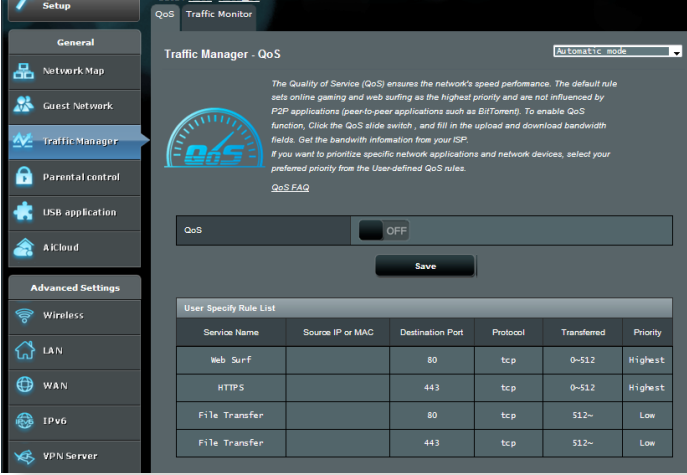 Setup
General
Network Map
Guest Network
Traffic Manager
Parental control
USB application
AiCloud
Advanced Settings
Wireless
LAN
WAN
IPv6
VPN Server
QoS
Traffic Monitor
Traffic Manager - QoS
Automatic mode
The Quality of Service (QoS) ensures the network's speed performance. The default rule
sets online gaming and web surfing as the highest priority and are not influenced by
P2P applications (peer-to-peer applications such as BitTorrent). To enable QoS
function, Click the QoS slide switch , and fill in the upload and download bandwidth
fields. Get the bandwith information from your ISP.
If you want to prioritize specific network applications and network devices, select your
preferred priority from the User-defined QoS rules.
QoS FAQ
QoS
QoS
OFF
Save
User Specify Rule List
Service Name Source IP or MAC Destination Port Protocol Transferred Priority
Web Surf 80 tcp 0~512 Highest
HTTPS 443 tcp 0~512 Highest
File Transfer 80 tcp 512~ Low
File Transfer 443 tcp 512~ Low